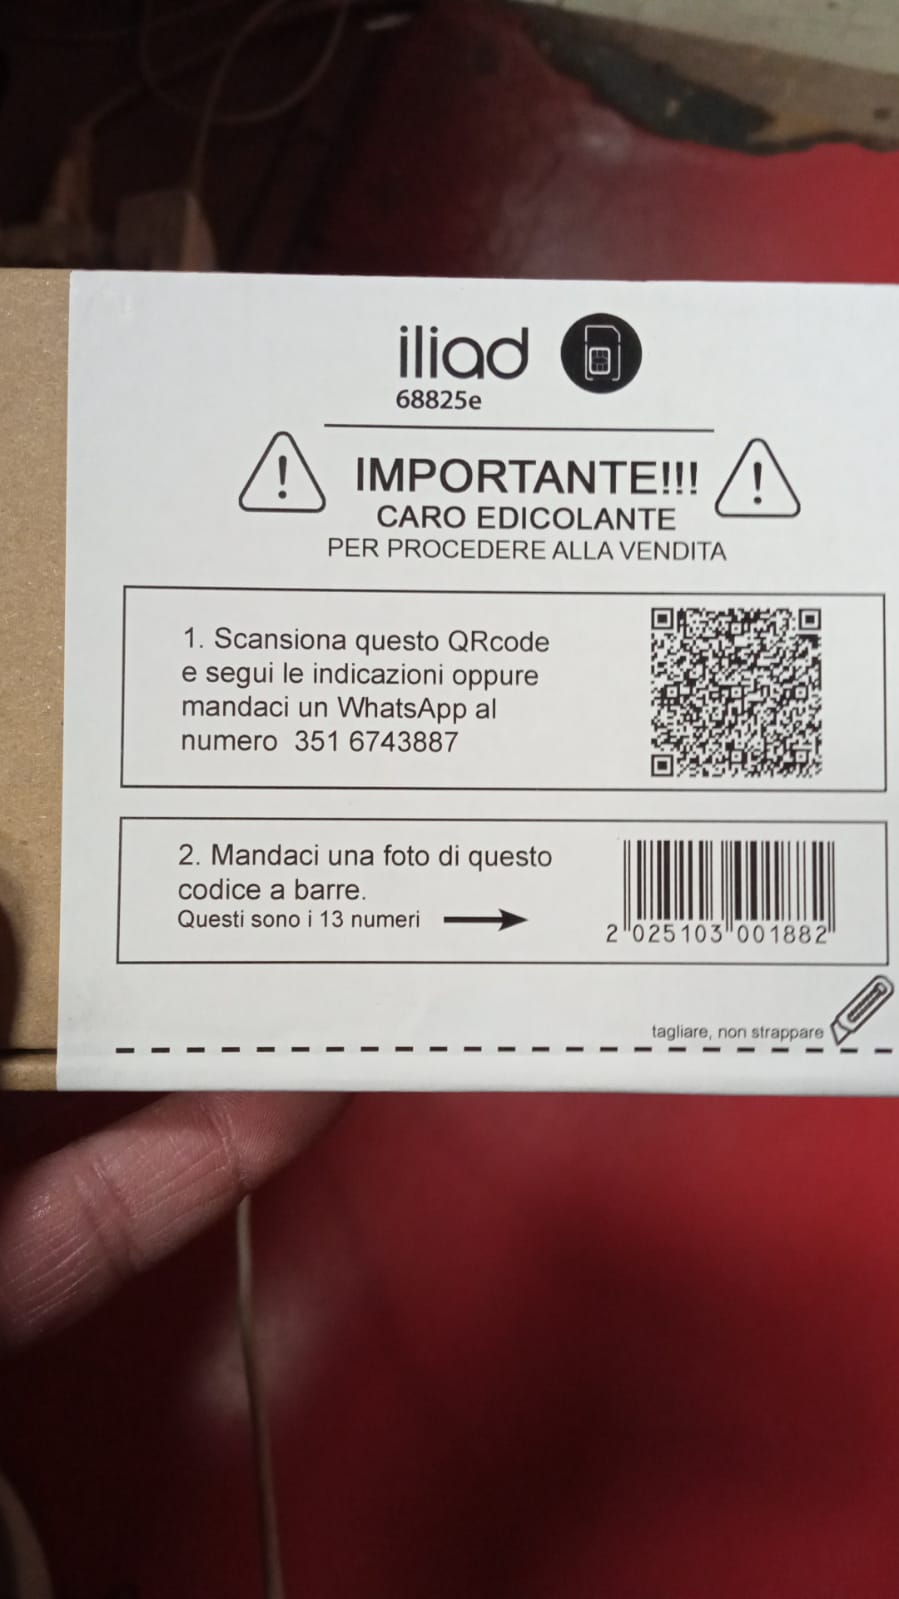 iliad
68825e
IMPORTANTE!!!
CARO EDICOLANTE
PER PROCEDERE ALLA VENDITA
1. Scansiona questo QRcode
e segui le indicazioni oppure
mandaci un WhatsApp al
numero 351 6743887
2. Mandaci una foto di questo
codice a barre.
Questi sono i 13 numeri
2 025103 001882
tagliare, non strappare